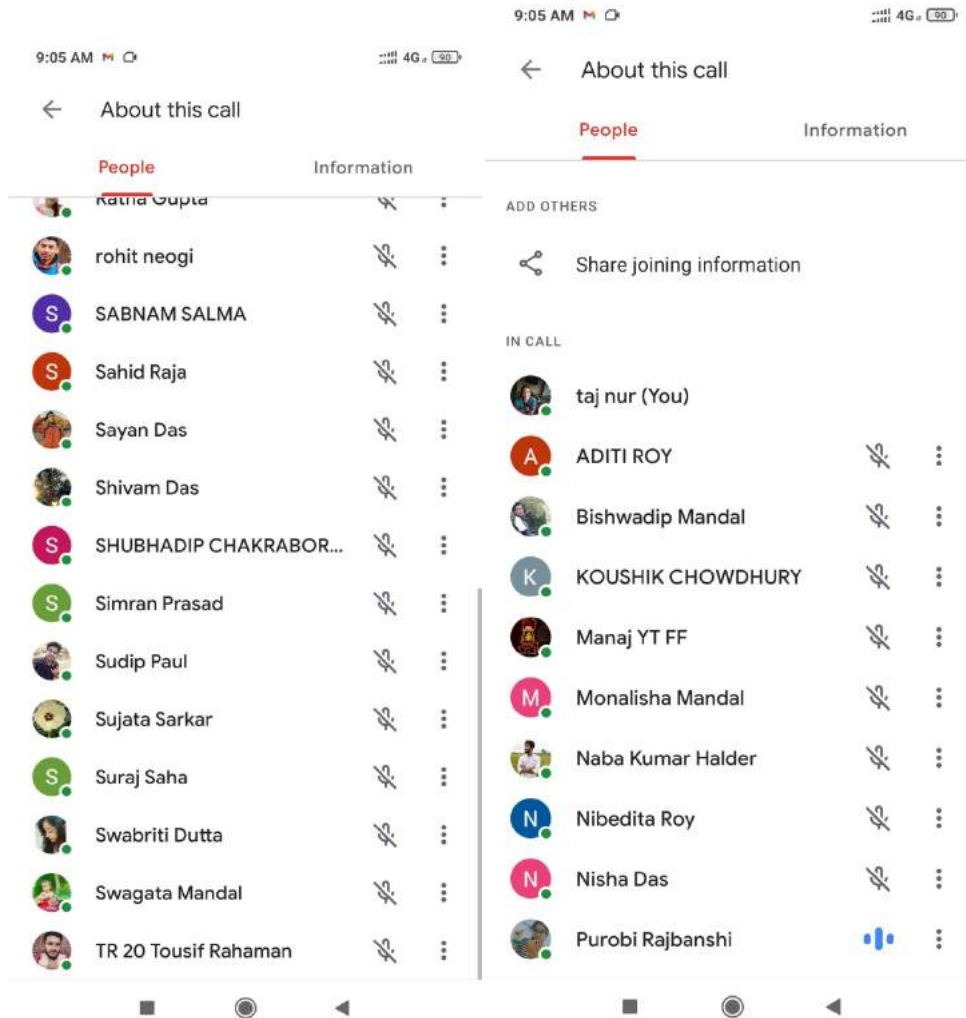 9:05 AM 4G 90
About this call
People Information
Ratna Gupta
rohit neogi
S SABNAM SALMA
S Sahid Raja
Sayan Das
Shivam Das
S SHUBHADIP CHAKRABOR...
S Simran Prasad
Sudip Paul
Sujata Sarkar
S Suraj Saha
Swabriti Dutta
Swagata Mandal
TR 20 Tousif Rahaman
9:05 AM 4G 90
About this call
People Information
ADD OTHERS
Share joining information
IN CALL
taj nur (You)
A ADITI ROY
Bishwadip Mandal
K KOUSHIK CHOWDHURY
Manaj YT FF
M Monalisha Mandal
Naba Kumar Halder
N Nibedita Roy
N Nisha Das
Purobi Rajbanshi